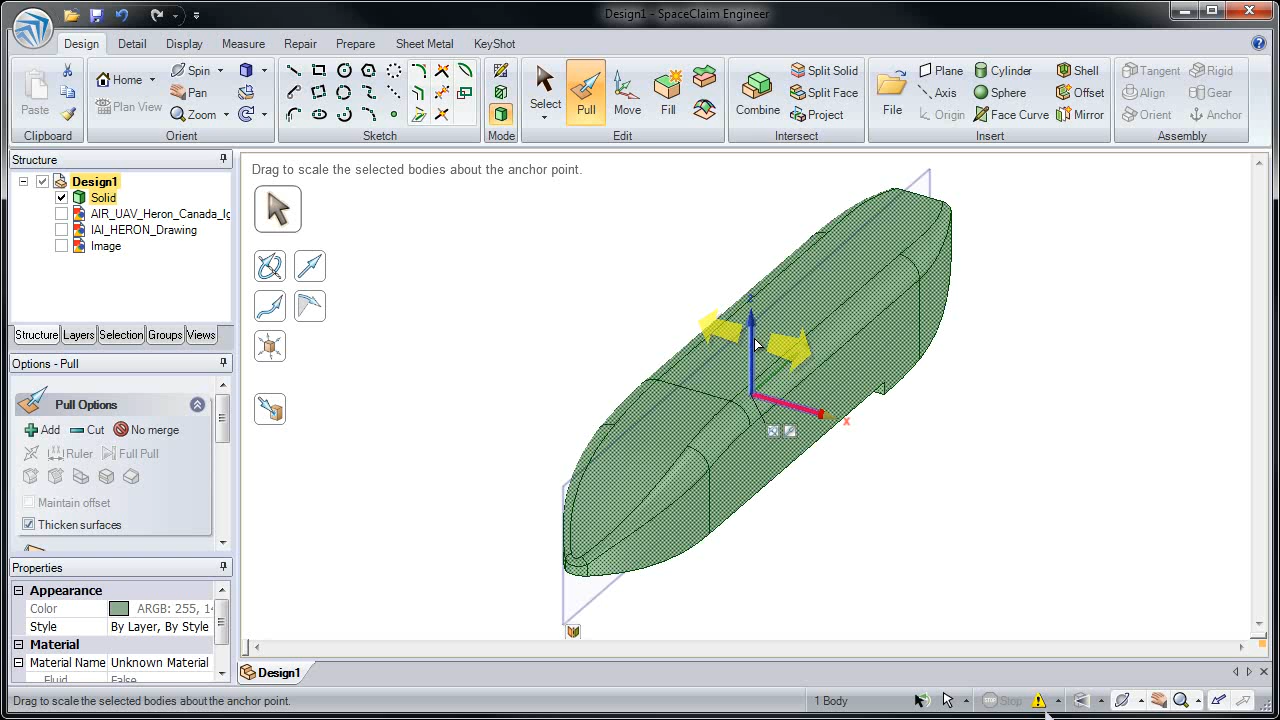 Design1 - SpaceClaim Engineer
Design Detail Display Measure Repair Prepare Sheet Metal KeyShot
Paste
Clipboard
Home
Plan View
Spin
Pan
Zoom
Orient
Sketch
Mode
Select
Pull
Move
Fill
Edit
Combine
Split Solid
Split Face
Project
Intersect
File
Plane
Axis
Origin
Cylinder
Sphere
Face Curve
Shell
Offset
Mirror
Insert
Tangent
Align
Orient
Rigid
Gear
Anchor
Assembly
Structure
Design1
Solid
AIR_UAV_Heron_Canada_lg
IAI_HERON_Drawing
Image
Structure Layers Selection Groups Views
Options - Pull
Pull Options
Add Cut No merge
Ruler Full Pull
Maintain offset
Thicken surfaces
Properties
Appearance
Color ARGB: 255, 14
Style By Layer, By Style
Material
Material Name Unknown Material
Fluid False
Drag to scale the selected bodies about the anchor point.
z
x
Design1
Drag to scale the selected bodies about the anchor point.
1 Body
Stop